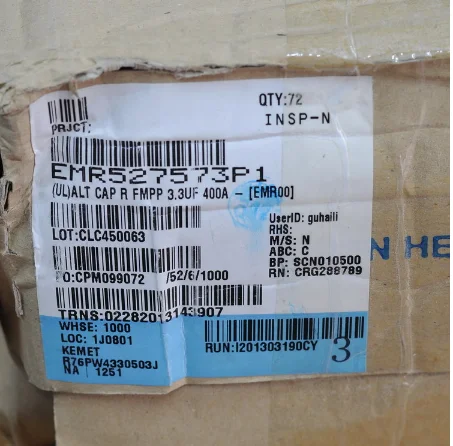 PRJCT:
QTY:72
INSP-N
EMR527573P1
(UL)ALT CAP R FMPP 3.3UF 400A - [EMR00]
LOT:CLC450063
UserID: guhaili
RHS:
M/S: N
ABC: C
BP: SCN010500
RN: CRG288789
PO:CPM099072 /52/6/1000
TRNS:02282013143907
WHSE: 1000
LOC: 1J0801
KEMET
R76PW4330503J
NA | 1251
RUN:I201303190CY
3
N HE